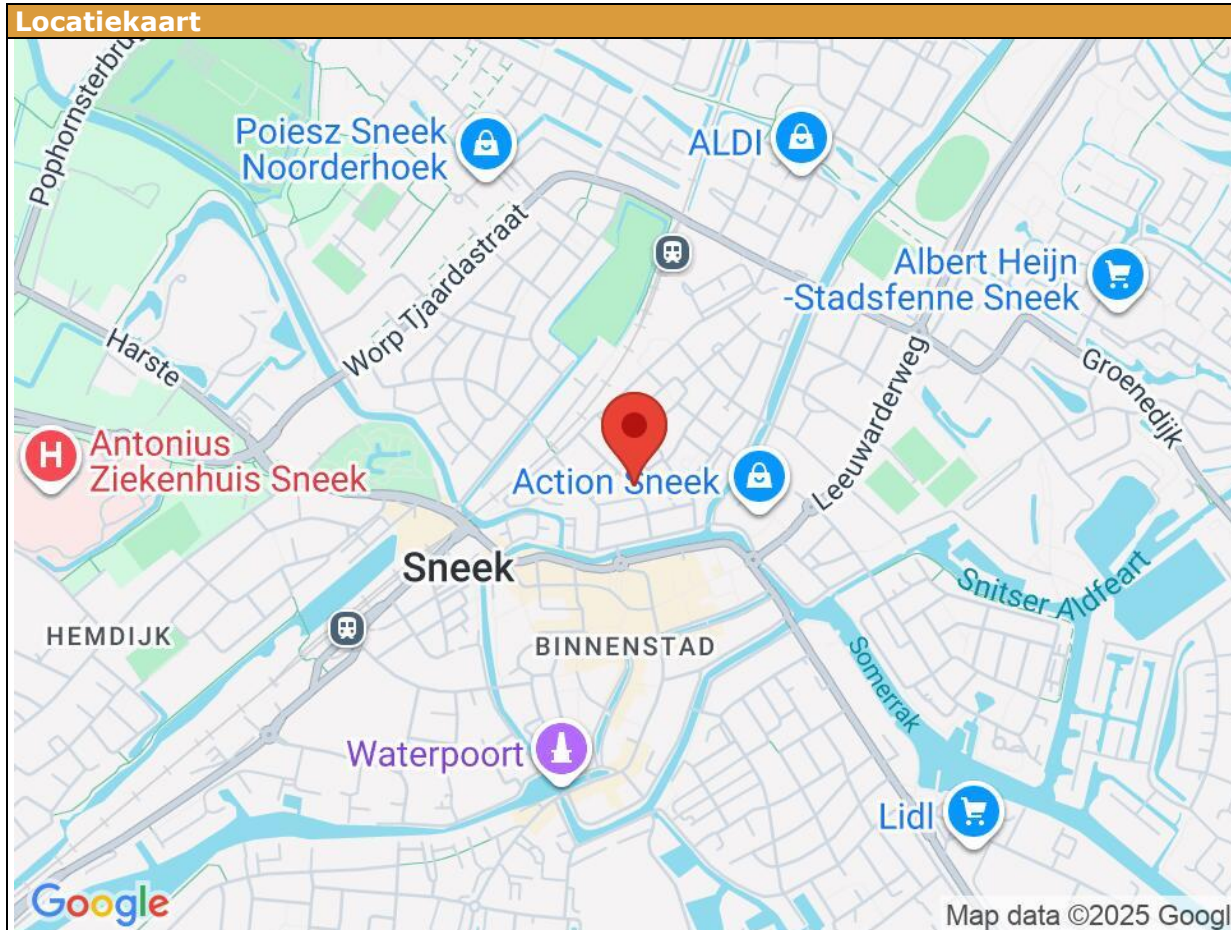 Locatiekaart
Pophornsterbru
Poiesz Sneek
Noorderhoek
ALDI
Albert Heijn
-Stadsfenne Sneek
Worp Tjaardastraat
Harste
Groenedijk
Leeuwarderweg
H
Antonius
Ziekenhuis Sneek
Action Sneek
Sneek
Snitser Aldfeart
HEMDIJK
BINNENSTAD
Somerrak
Waterpoort
Lidl
Google
Map data ©2025 Googl